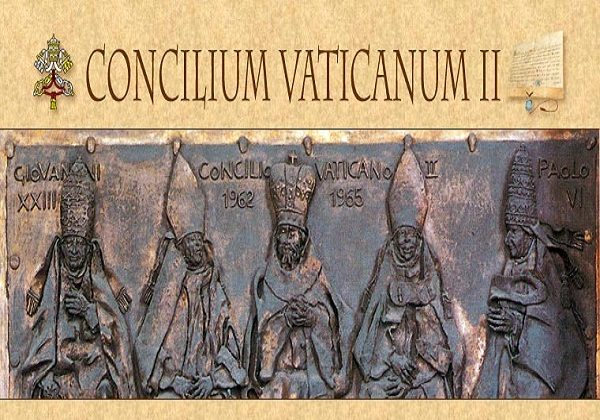 CONCILIUM VATICANUM II
GIOVANNI CONCILIO VATICANO II PAOLO
XXIII 1962 1965 VI